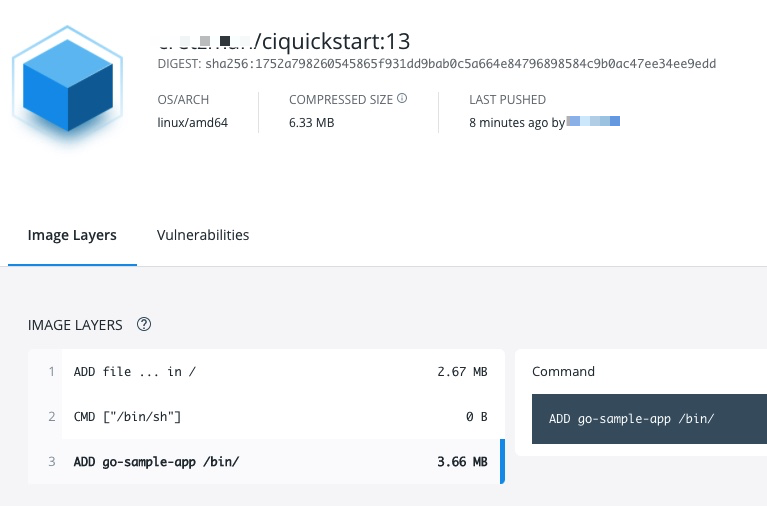 /ciquickstart:13
DIGEST: sha256:1752a798260545865f931dd9bab0c5a664e84796898584c9b0ac47ee34ee9edd
OS/ARCH COMPRESSED SIZE LAST PUSHED
linux/amd64 6.33 MB 8 minutes ago by
Image Layers Vulnerabilities
IMAGE LAYERS ?
1 ADD file ... in / 2.67 MB
2 CMD ["/bin/sh"] 0 B
3 ADD go-sample-app /bin/ 3.66 MB
Command
ADD go-sample-app /bin/